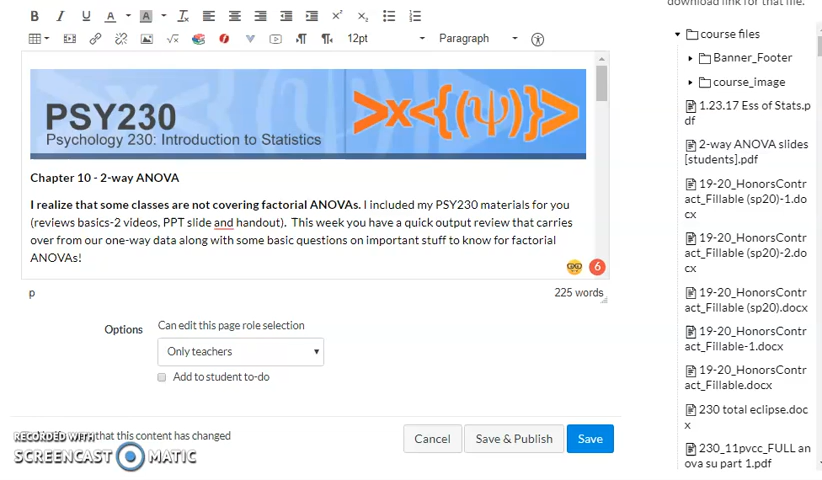 download link for that file.
B I U A A
12pt Paragraph
PSY230
Psychology 230: Introduction to Statistics
>x<{(ψ)}>
Chapter 10 - 2-way ANOVA
I realize that some classes are not covering factorial ANOVAs. I included my PSY230 materials for you
(reviews basics-2 videos, PPT slide and handout). This week you have a quick output review that carries
over from our one-way data along with some basic questions on important stuff to know for factorial
ANOVAs!
6
p
225 words
Options
Can edit this page role selection
Only teachers
Add to student to-do
that this content has changed
Cancel
Save & Publish
Save
RECORDED WITH
SCREENCAST MATIC
course files
Banner_Footer
course_image
1.23.17 Ess of Stats.p
df
2-way ANOVA slides
[students].pdf
19-20_HonorsContr
act_Fillable (sp20)-1.do
cx
19-20_HonorsContr
act_Fillable (sp20)-2.do
cx
19-20_HonorsContr
act_Fillable (sp20).docx
19-20_HonorsContr
act_Fillable-1.docx
19-20_HonorsContr
act_Fillable.docx
230 total eclipse.doc
x
230_11pvcc_FULL an
ova su part 1.pdf